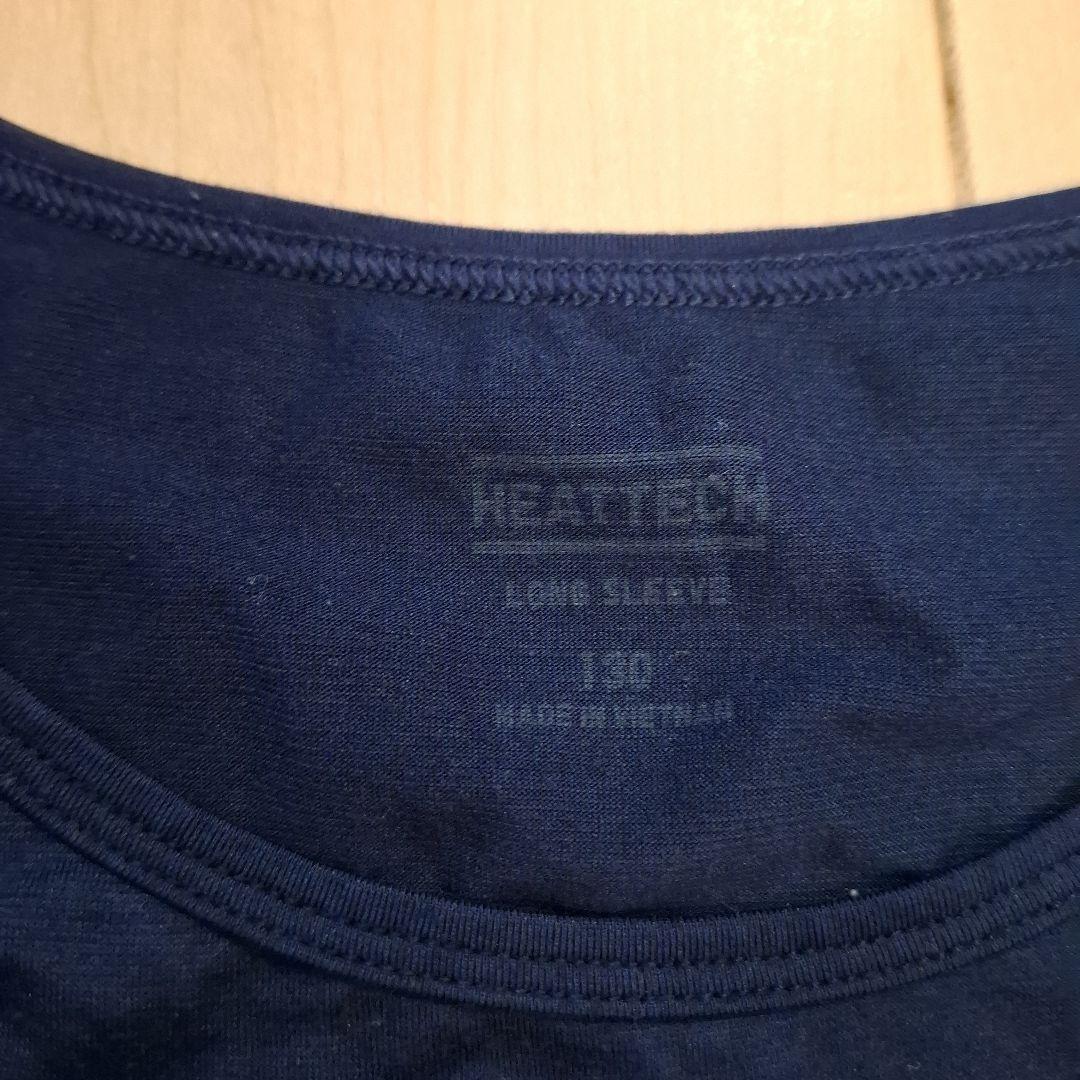 HEATTECH
LONG SLEEVE
130
MADE IN VIETNAM